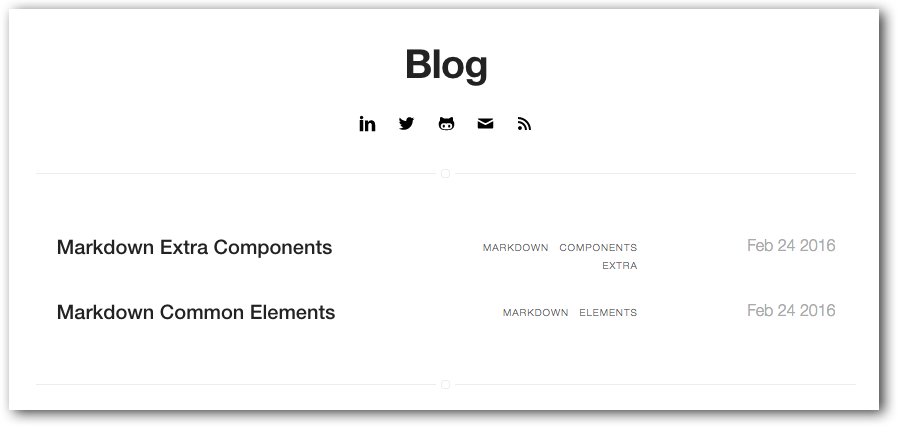 Blog
in
Markdown Extra Components
MARKDOWN COMPONENTS
EXTRA
Feb 24 2016
Markdown Common Elements
MARKDOWN ELEMENTS
Feb 24 2016